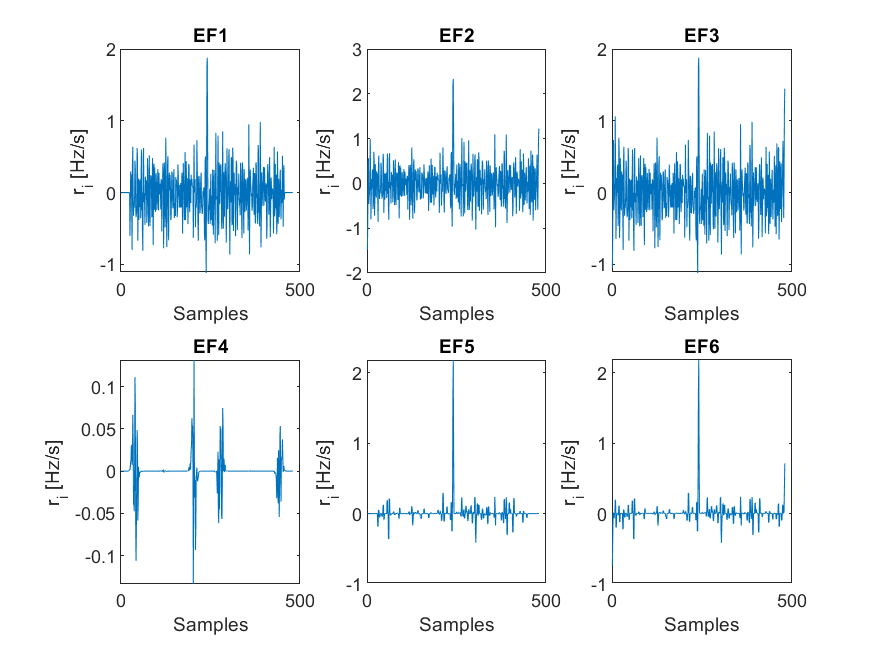 EF1
2
1
0
-1
r_i [Hz/s]
0
500
Samples
EF2
3
2
1
0
-1
-2
r_i [Hz/s]
0
500
Samples
EF3
2
1
0
-1
r_i [Hz/s]
0
500
Samples
EF4
0.1
0.05
0
-0.05
-0.1
r_i [Hz/s]
0
500
Samples
EF5
2
1
0
-1
r_i [Hz/s]
0
500
Samples
EF6
2
1
0
-1
r_i [Hz/s]
0
500
Samples